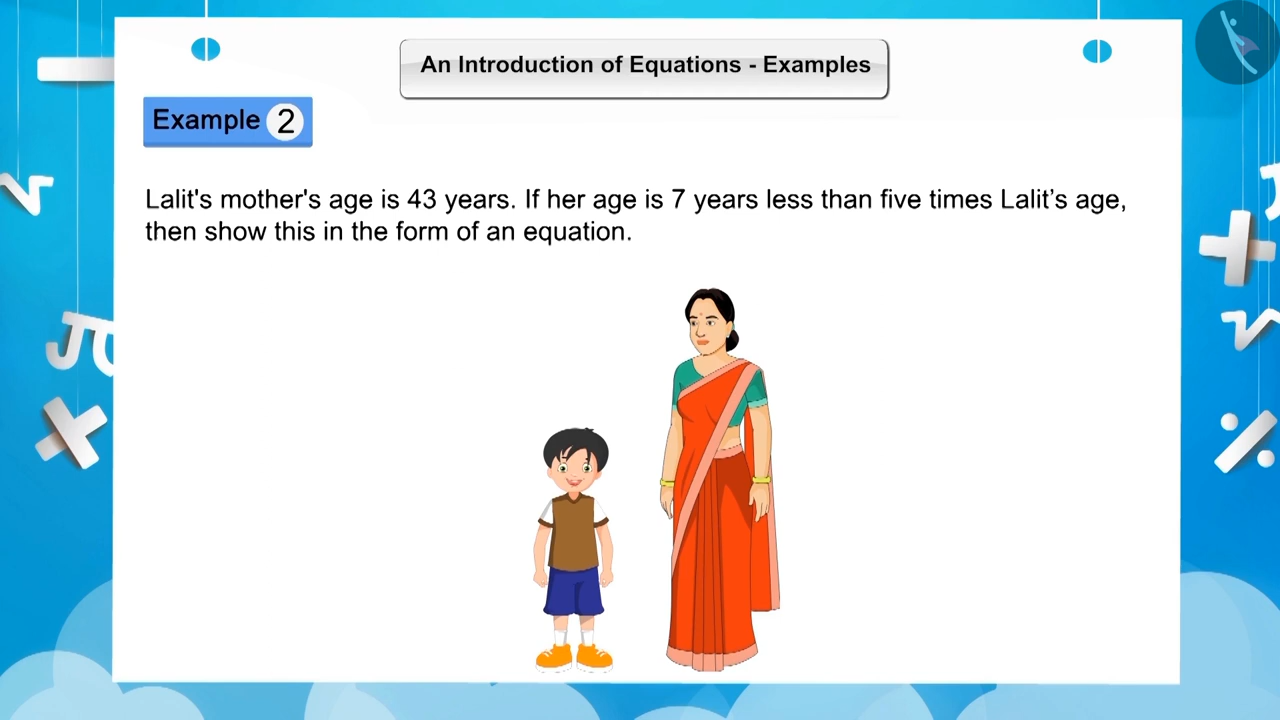 An Introduction of Equations - Examples
Example 2
Lalit's mother's age is 43 years. If her age is 7 years less than five times Lalit’s age,
then show this in the form of an equation.